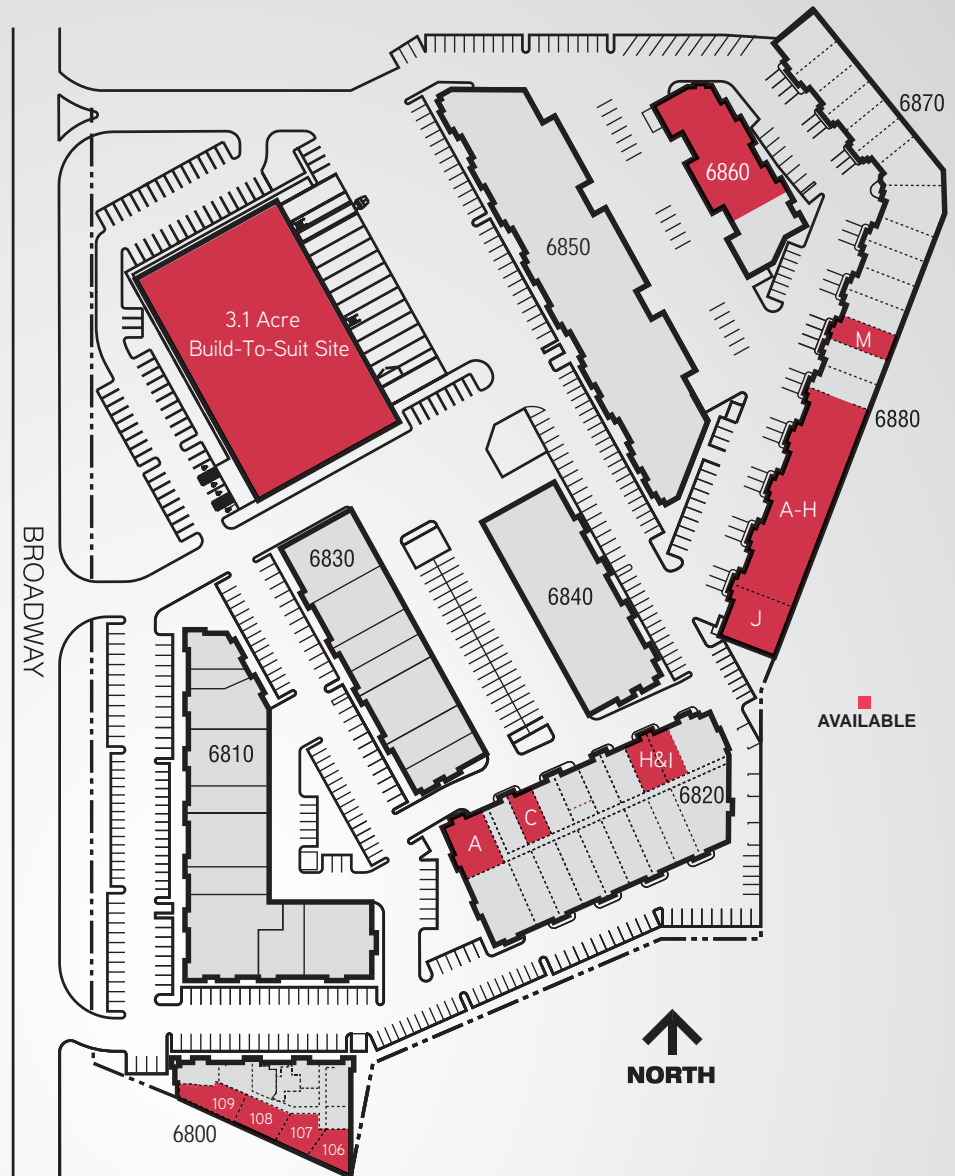 6870
6860
6850
3.1 Acre
Build-To-Suit Site
M
6880
A-H
BROADWAY
6830
6840
J
AVAILABLE
6810
H&I
6820
C
A
NORTH
109
108
107
106
6800